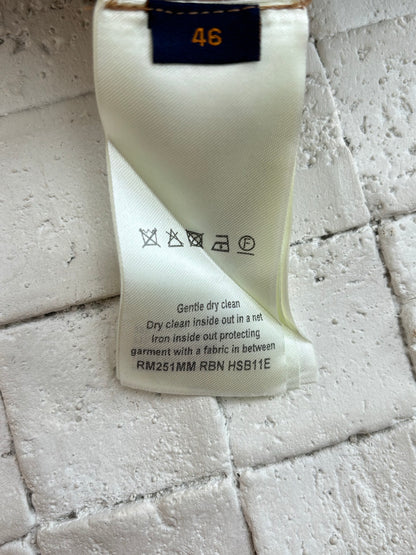 46
F
Gentle dry clean
Dry clean inside out in a net
Iron inside out protecting
garment with a fabric in between
RM251MM RBN HSB11E